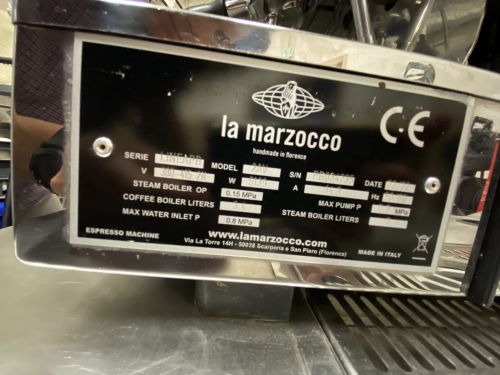 la marzocco
handmade in florence
CE
SERIE MODEL S/N DATE
V W A Hz
STEAM BOILER OP 0.15 MPa MAX PUMP P MPa
COFFEE BOILER LITERS STEAM BOILER LITERS
MAX WATER INLET P 0.8 MPa
www.lamarzocco.com
Via La Torre 14H - 50038 Scarperia e San Piero (Florence)
ESPRESSO MACHINE
MADE IN ITALY